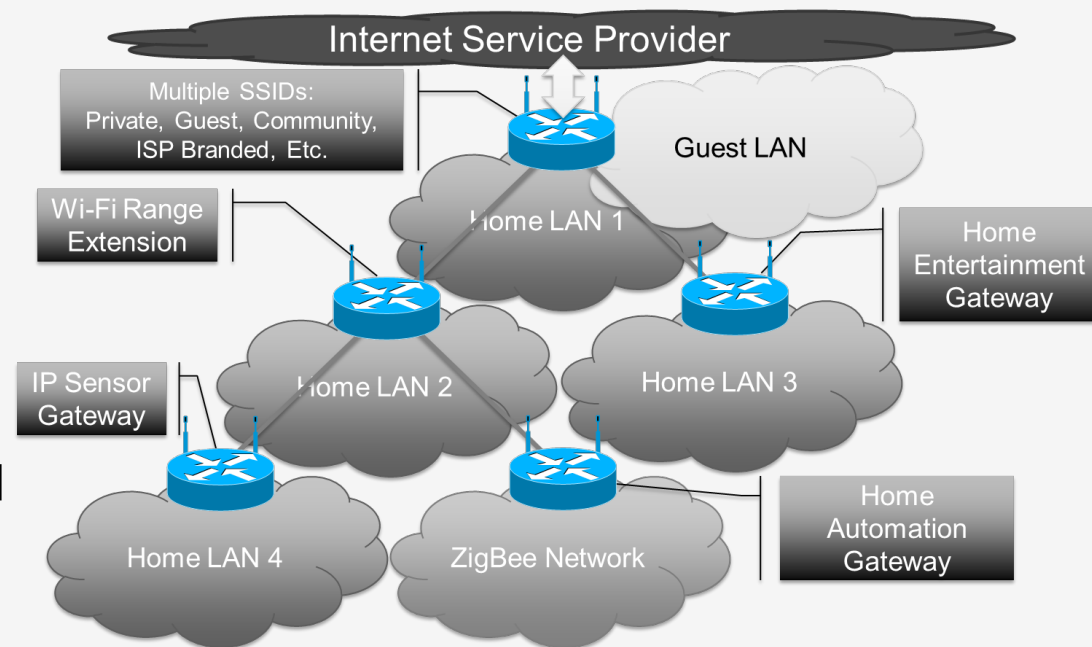 Internet Service Provider
Multiple SSIDs:
Private, Guest, Community,
ISP Branded, Etc.
Guest LAN
Home LAN 1
Wi-Fi Range
Extension
Home
Entertainment
Gateway
Home LAN 2
Home LAN 3
IP Sensor
Gateway
Home LAN 4
ZigBee Network
Home
Automation
Gateway